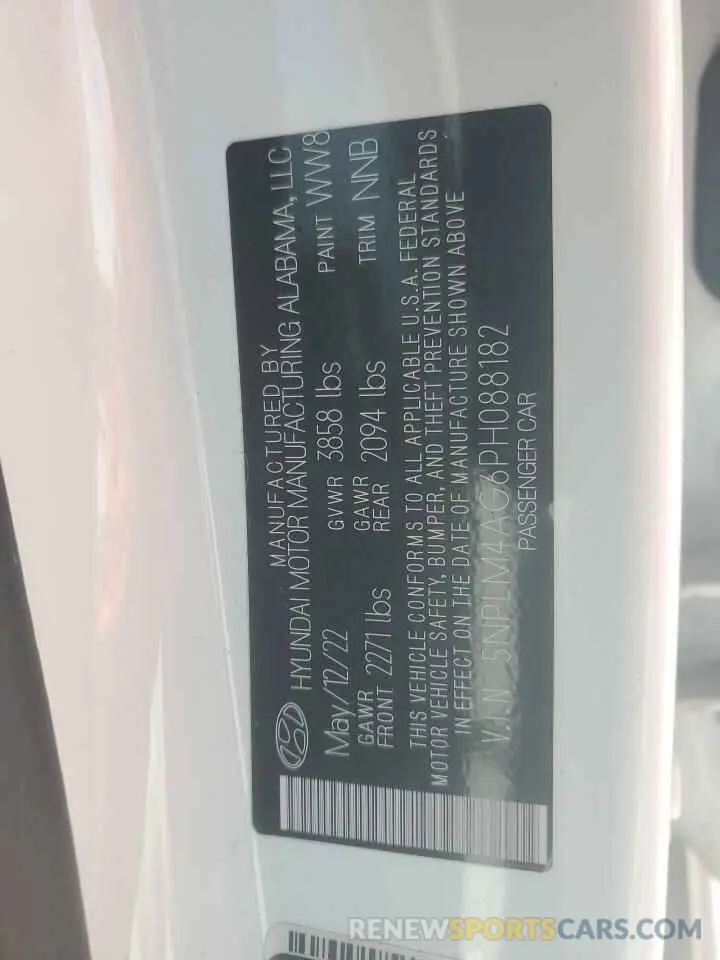 MANUFACTURED BY
HYUNDAI MOTOR MANUFACTURING ALABAMA, LLC
May/12/22 GVWR 3858 lbs PAINT WW8
GAWR FRONT 2271 lbs GAWR REAR 2094 lbs TRIM NNB
THIS VEHICLE CONFORMS TO ALL APPLICABLE U.S.A. FEDERAL
MOTOR VEHICLE SAFETY, BUMPER, AND THEFT PREVENTION STANDARDS
IN EFFECT ON THE DATE OF MANUFACTURE SHOWN ABOVE
V.I.N 5NPLM4AG6PH088182
PASSENGER CAR
RENEWSPORTSCARS.COM